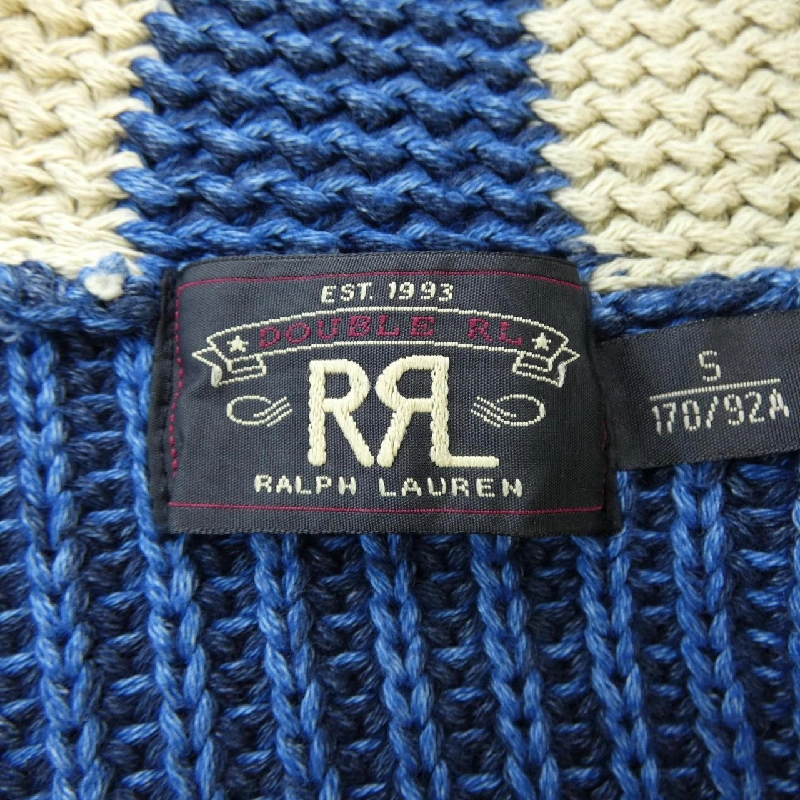 EST. 1993
DOUBLE RL
RRL
RALPH LAUREN
S
170/92A